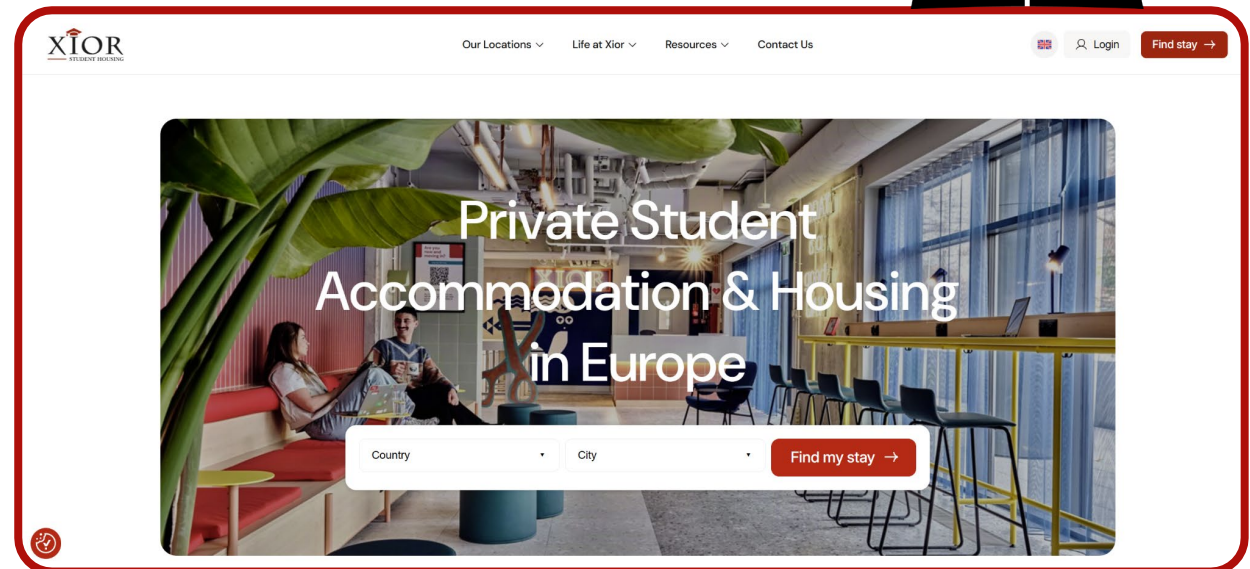 XIOR
STUDENT HOUSING
Our Locations
Life at Xior
Resources
Contact Us
Login
Find stay →
Private Student
Accommodation & Housing
in Europe
Country
City
Find my stay →